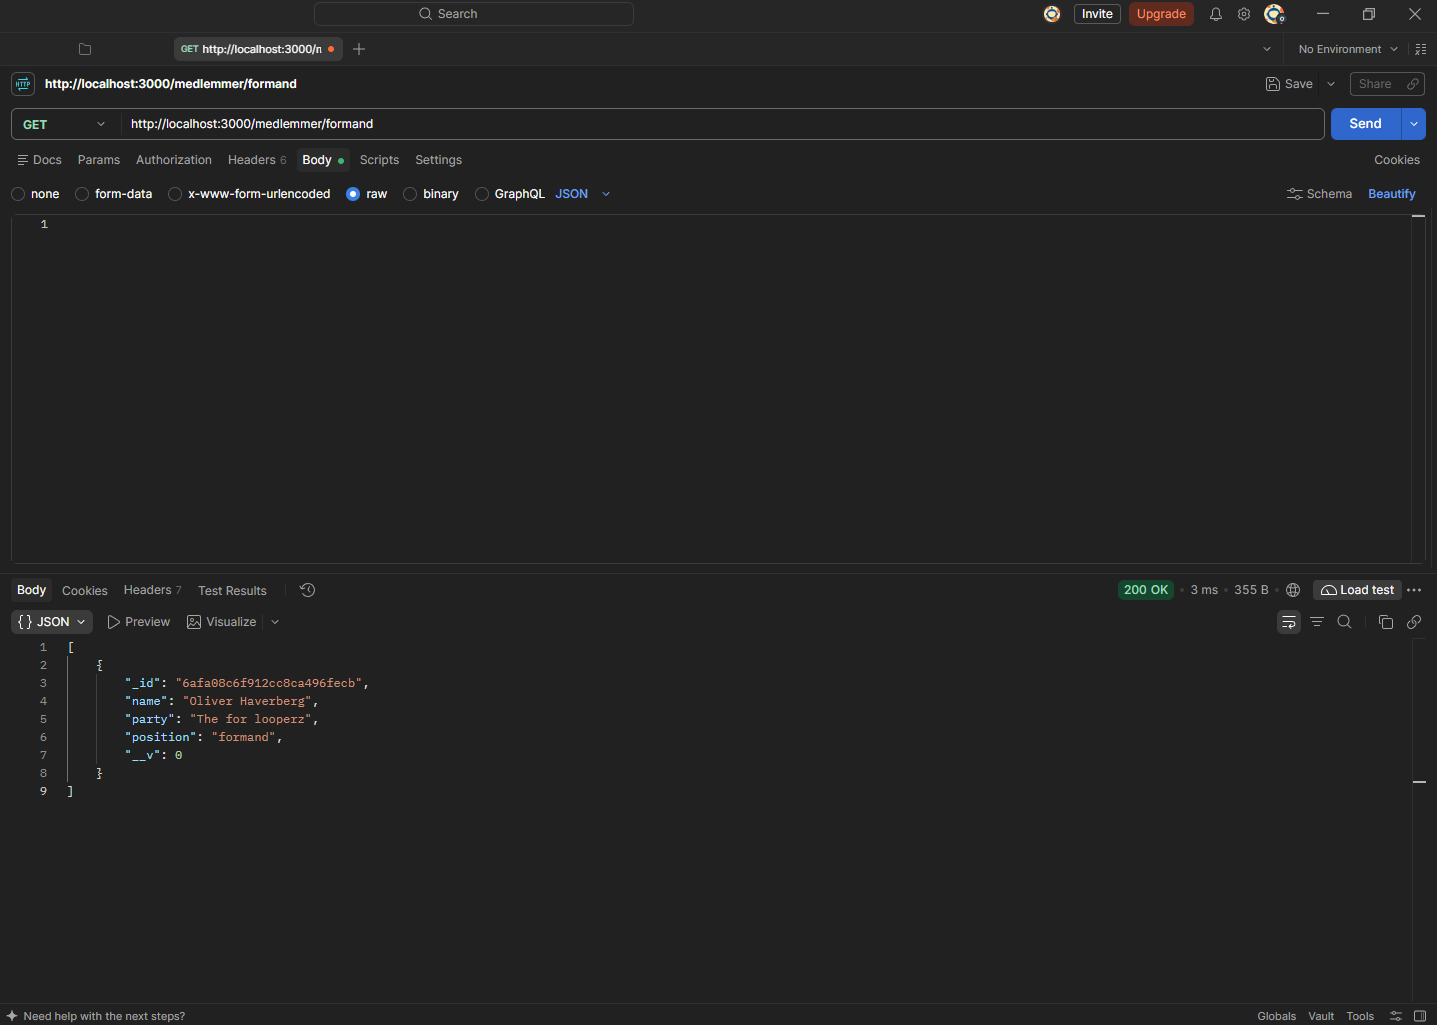 Search
Invite
Upgrade
GET http://localhost:3000/n
No Environment
HTTP
http://localhost:3000/medlemmer/formand
Save
Share
GET
http://localhost:3000/medlemmer/formand
Send
Docs
Params
Authorization
Headers 6
Body
Scripts
Settings
Cookies
none
form-data
x-www-form-urlencoded
raw
binary
GraphQL
JSON
Schema
Beautify
1
Body
Cookies
Headers 7
Test Results
200 OK • 3 ms • 355 B •
Load test
{} JSON
Preview
Visualize
1 [
2 {
3 "_id": "6afa08c6f912cc8ca496fecb",
4 "name": "Oliver Haverberg",
5 "party": "The for looperz",
6 "position": "formand",
7 "__v": 0
8 }
9 ]
Need help with the next steps?
Globals
Vault
Tools